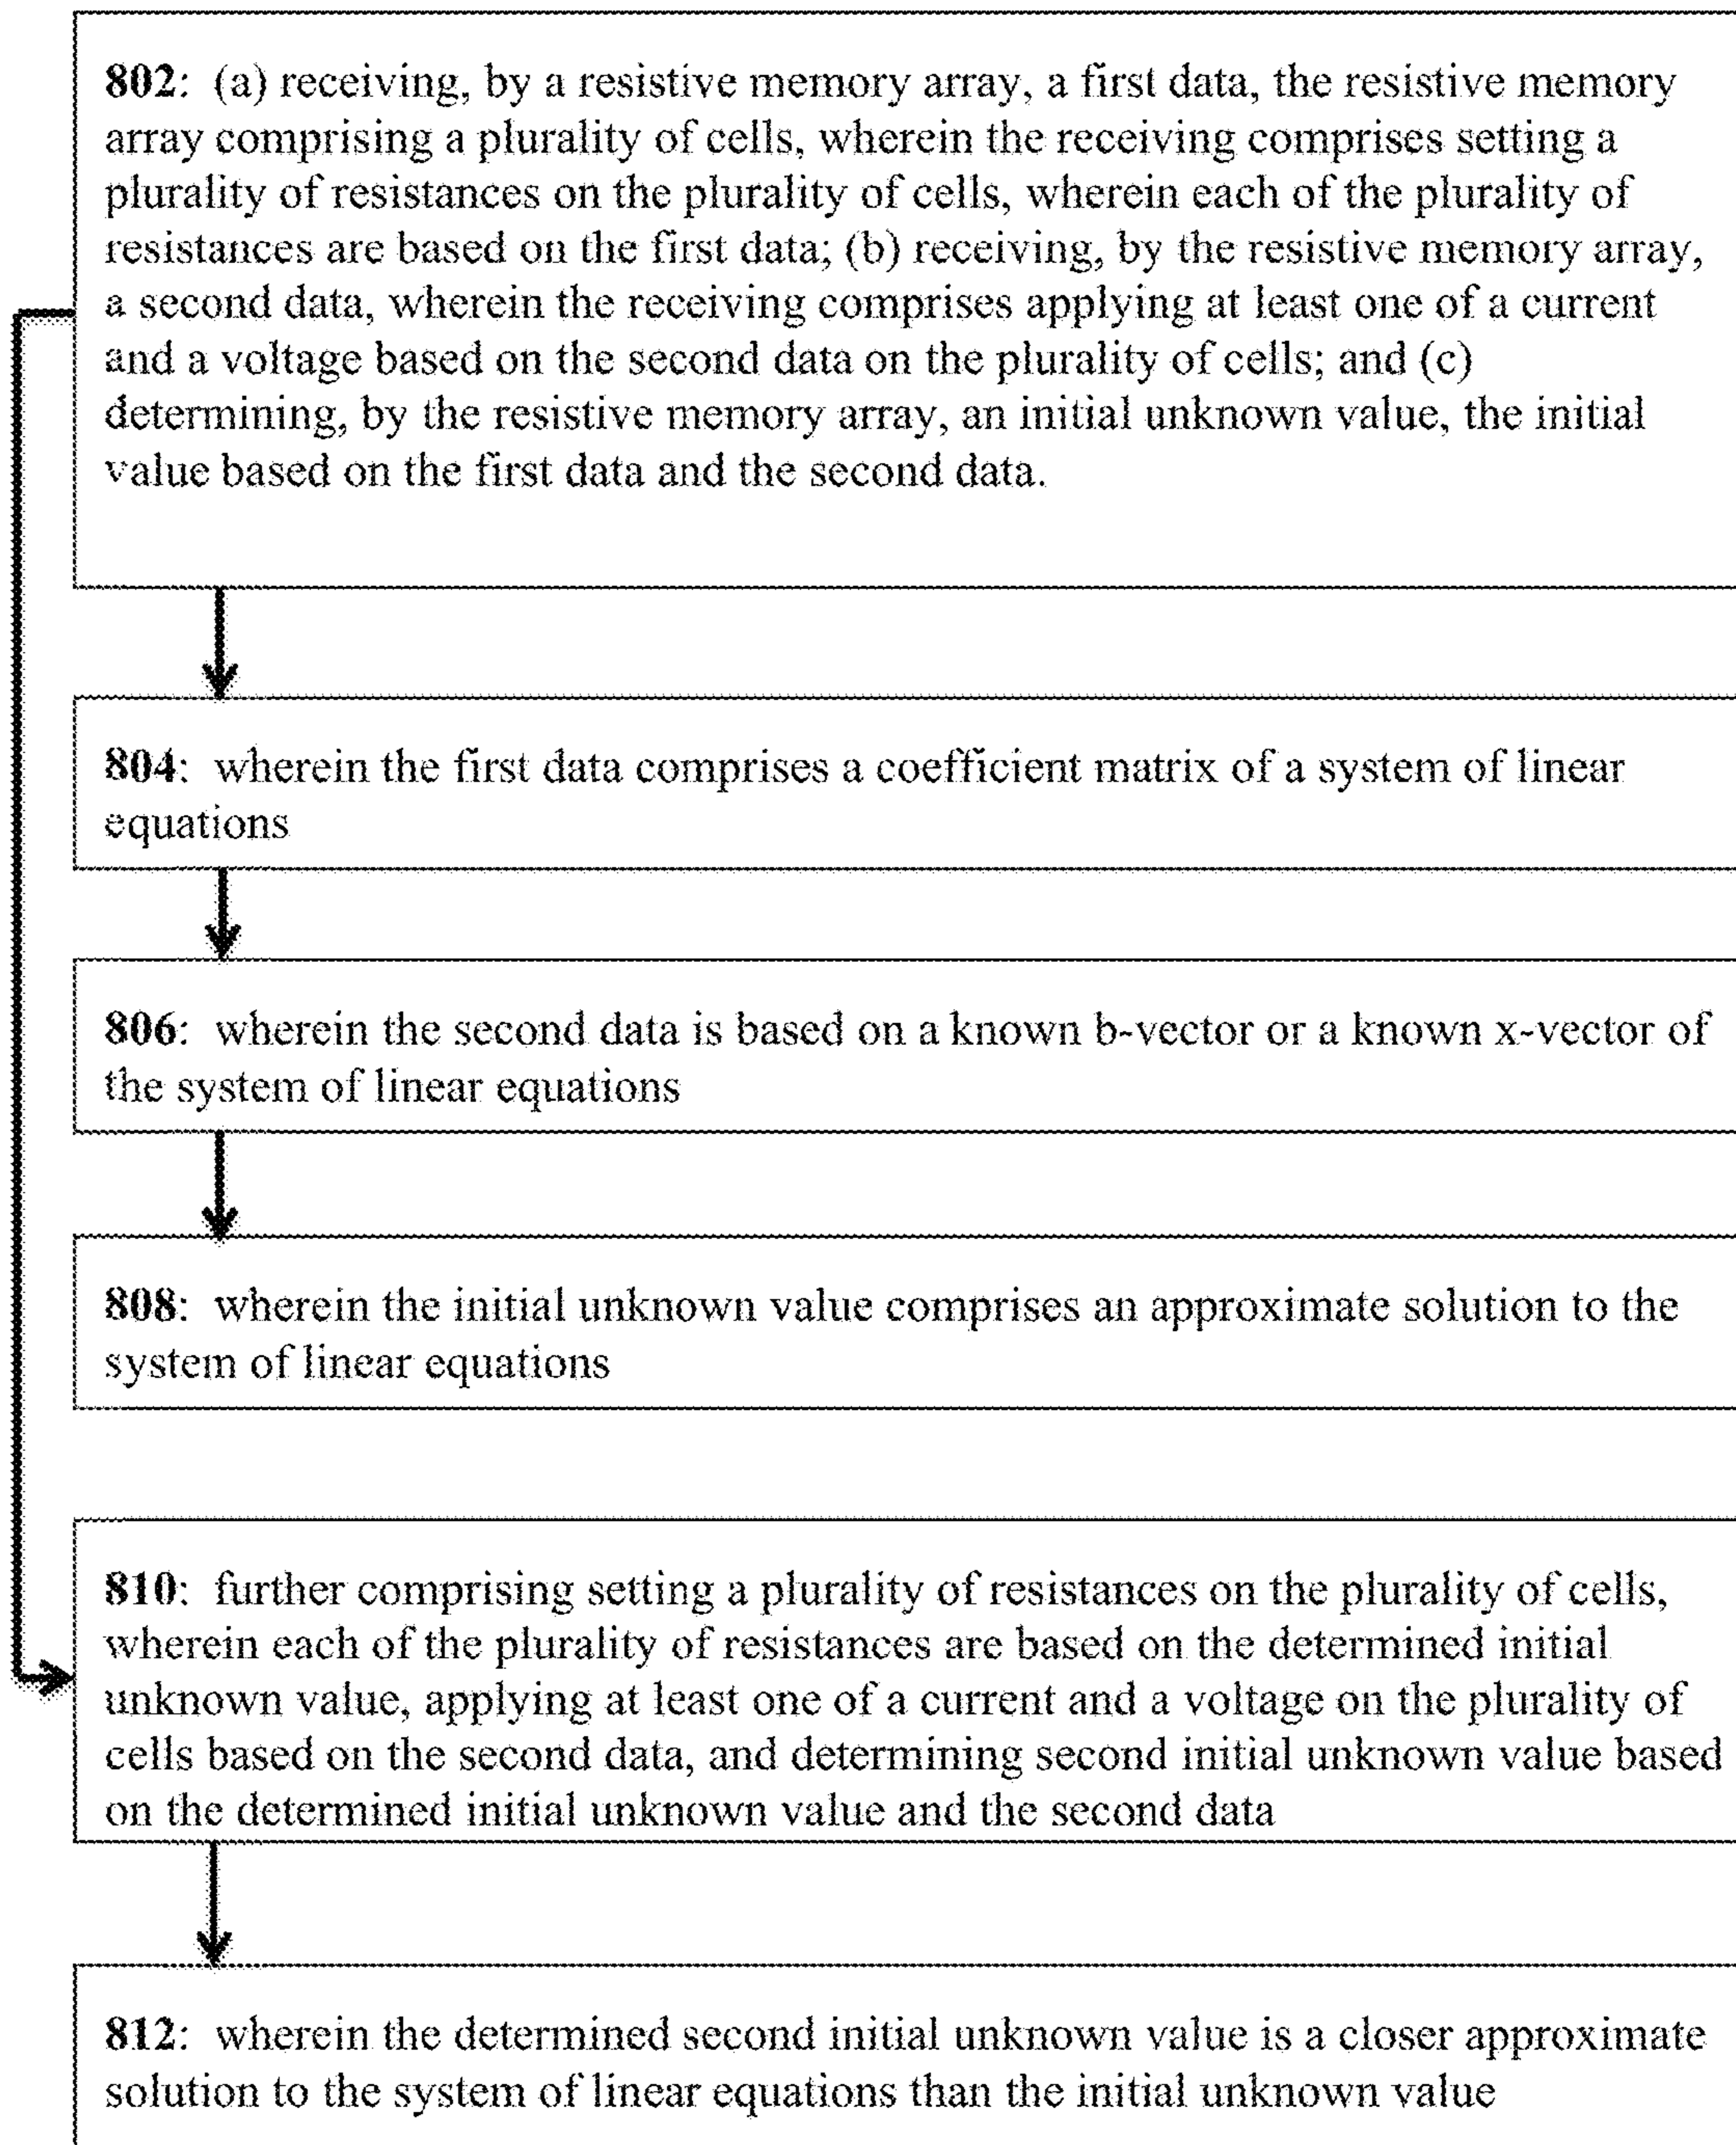 802: (a) receiving, by a resistive memory array, a first data, the resistive memory
array comprising a plurality of cells, wherein the receiving comprises setting a
plurality of resistances on the plurality of cells, wherein each of the plurality of
resistances are based on the first data; (b) receiving, by the resistive memory array,
a second data, wherein the receiving comprises applying at least one of a current
and a voltage based on the second data on the plurality of cells; and (c)
determining, by the resistive memory array, an initial unknown value, the initial
value based on the first data and the second data.
804: wherein the first data comprises a coefficient matrix of a system of linear
equations
806: wherein the second data is based on a known b-vector or a known x-vector of
the system of linear equations
808: wherein the initial unknown value comprises an approximate solution to the
system of linear equations
810: further comprising setting a plurality of resistances on the plurality of cells,
wherein each of the plurality of resistances are based on the determined initial
unknown value, applying at least one of a current and a voltage on the plurality of
cells based on the second data, and determining second initial unknown value based
on the determined initial unknown value and the second data
812: wherein the determined second initial unknown value is a closer approximate
solution to the system of linear equations than the initial unknown value